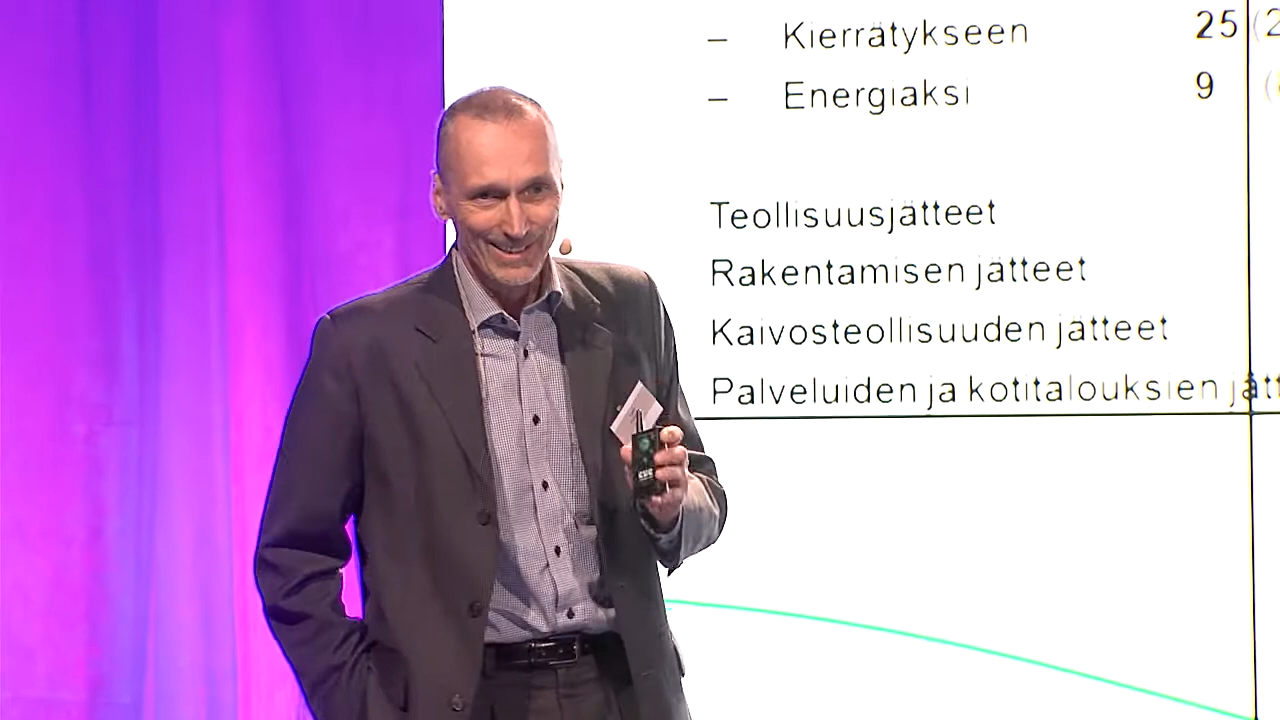 – Kierrätykseen 25
– Energiaksi 9
Teollisuusjätteet
Rakentamisen jätteet
Kaivosteollisuuden jätteet
Palveluiden ja kotitalouksien